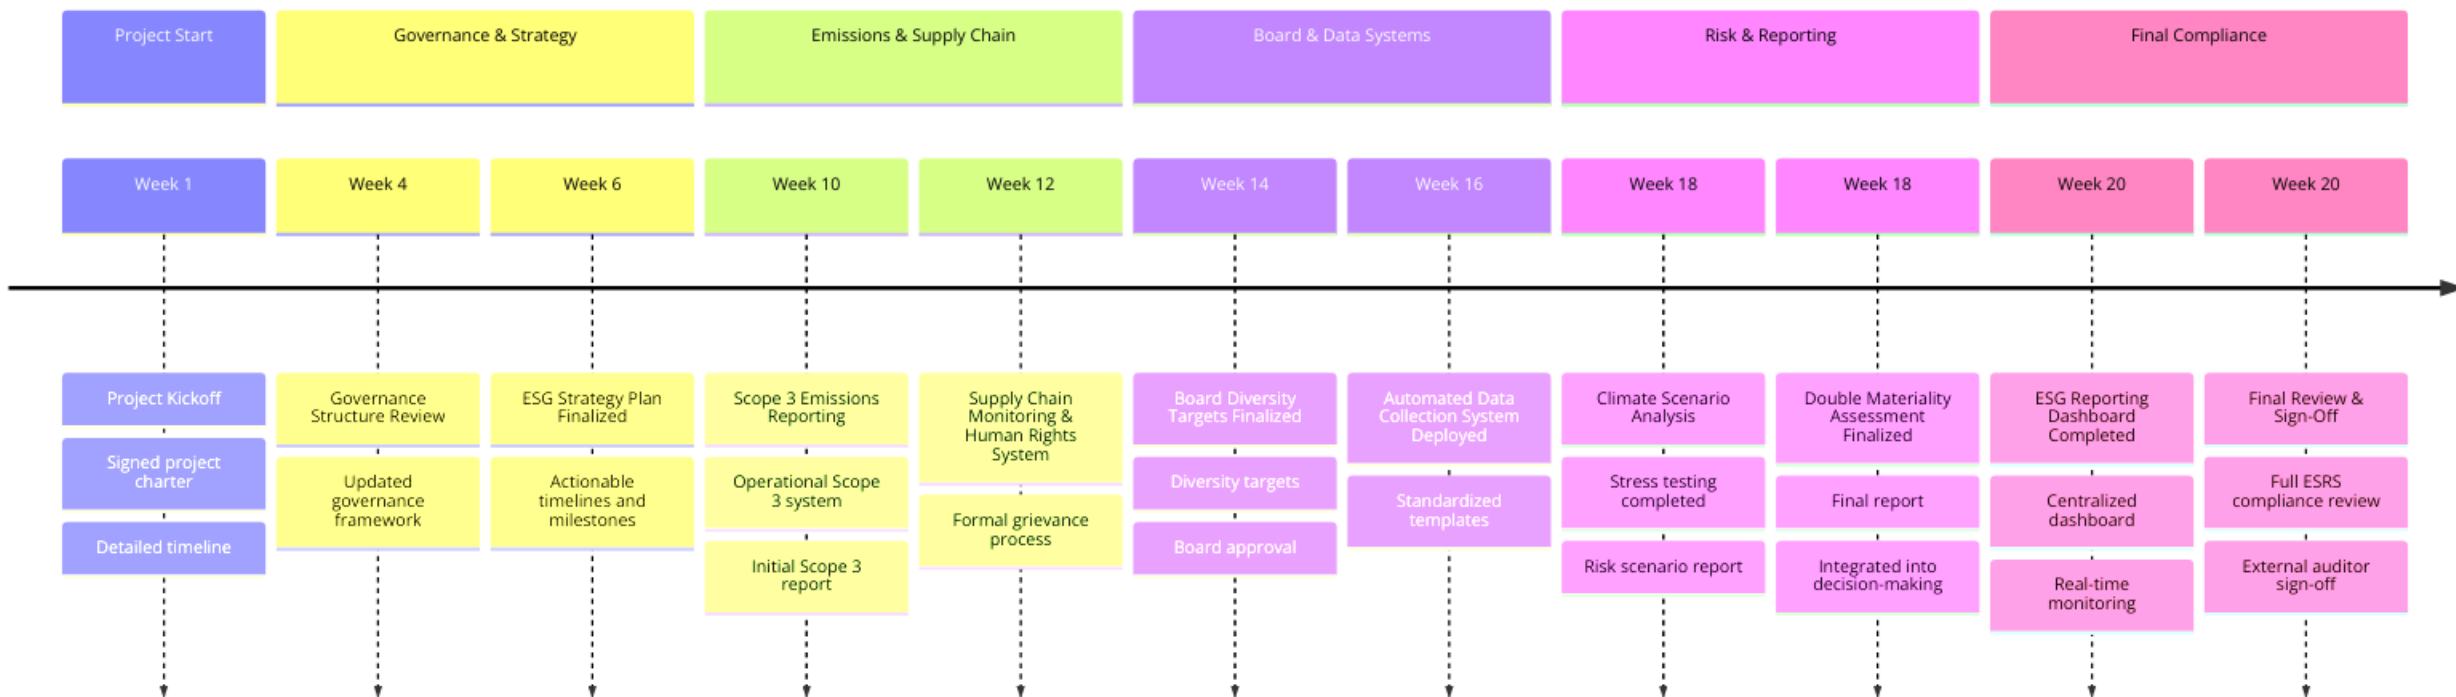 Project Start
Governance & Strategy
Emissions & Supply Chain
Board & Data Systems
Risk & Reporting
Final Compliance
Week 1
Week 4
Week 6
Week 10
Week 12
Week 14
Week 16
Week 18
Week 18
Week 20
Week 20
Project Kickoff
Signed project
charter
Detailed timeline
Governance
Structure Review
Updated
governance
framework
ESG Strategy Plan
Finalized
Actionable
timelines and
milestones
Scope 3 Emissions
Reporting
Operational Scope
3 system
Initial Scope 3
report
Supply Chain
Monitoring &
Human Rights
System
Formal grievance
process
Board Diversity
Targets Finalized
Diversity targets
Board approval
Automated Data
Collection System
Deployed
Standardized
templates
Climate Scenario
Analysis
Stress testing
completed
Risk scenario report
Double Materiality
Assessment
Finalized
Final report
Integrated into
decision-making
ESG Reporting
Dashboard
Completed
Centralized
dashboard
Real-time
monitoring
Final Review &
Sign-Off
Full ESRS
compliance review
External auditor
sign-off